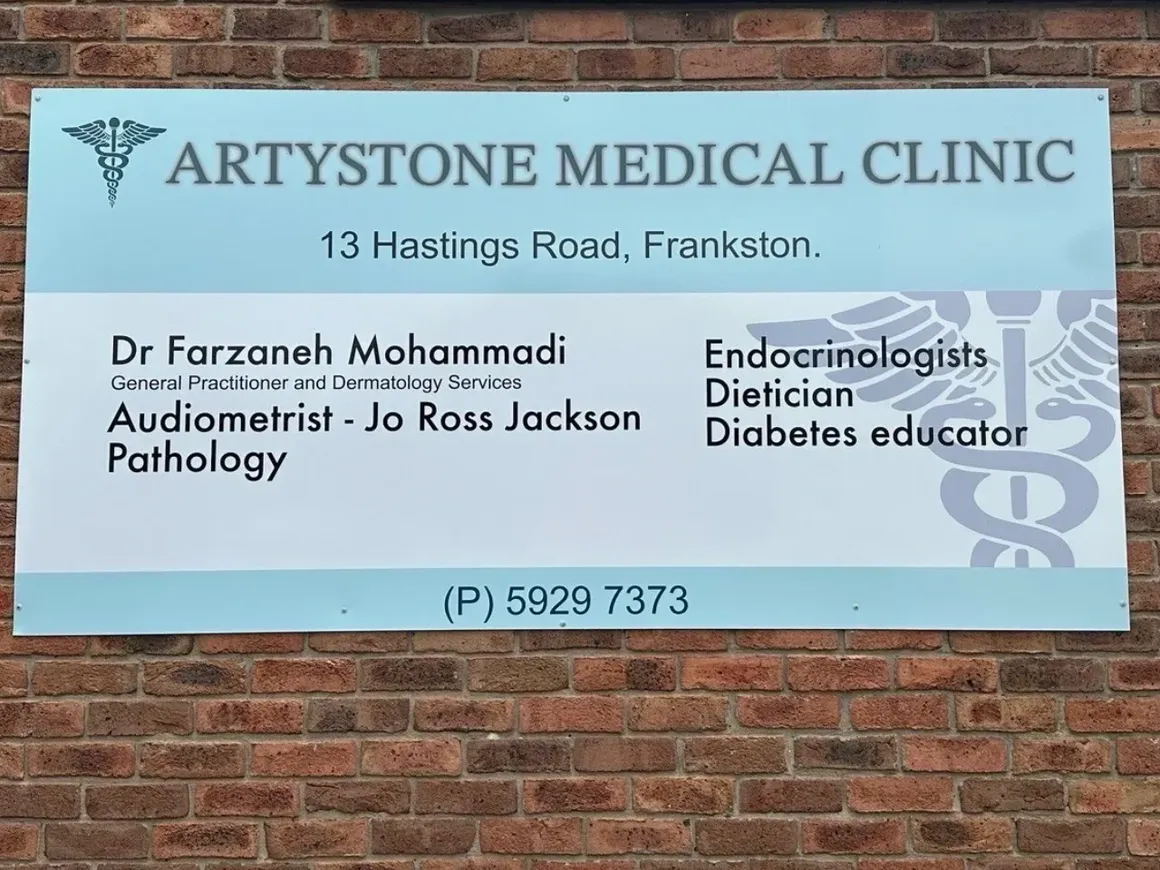 ARTYSTONE MEDICAL CLINIC
13 Hastings Road, Frankston.
Dr Farzaneh Mohammadi
General Practitioner and Dermatology Services
Audiometrist - Jo Ross Jackson
Pathology
Endocrinologists
Dietician
Diabetes educator
(P) 5929 7373